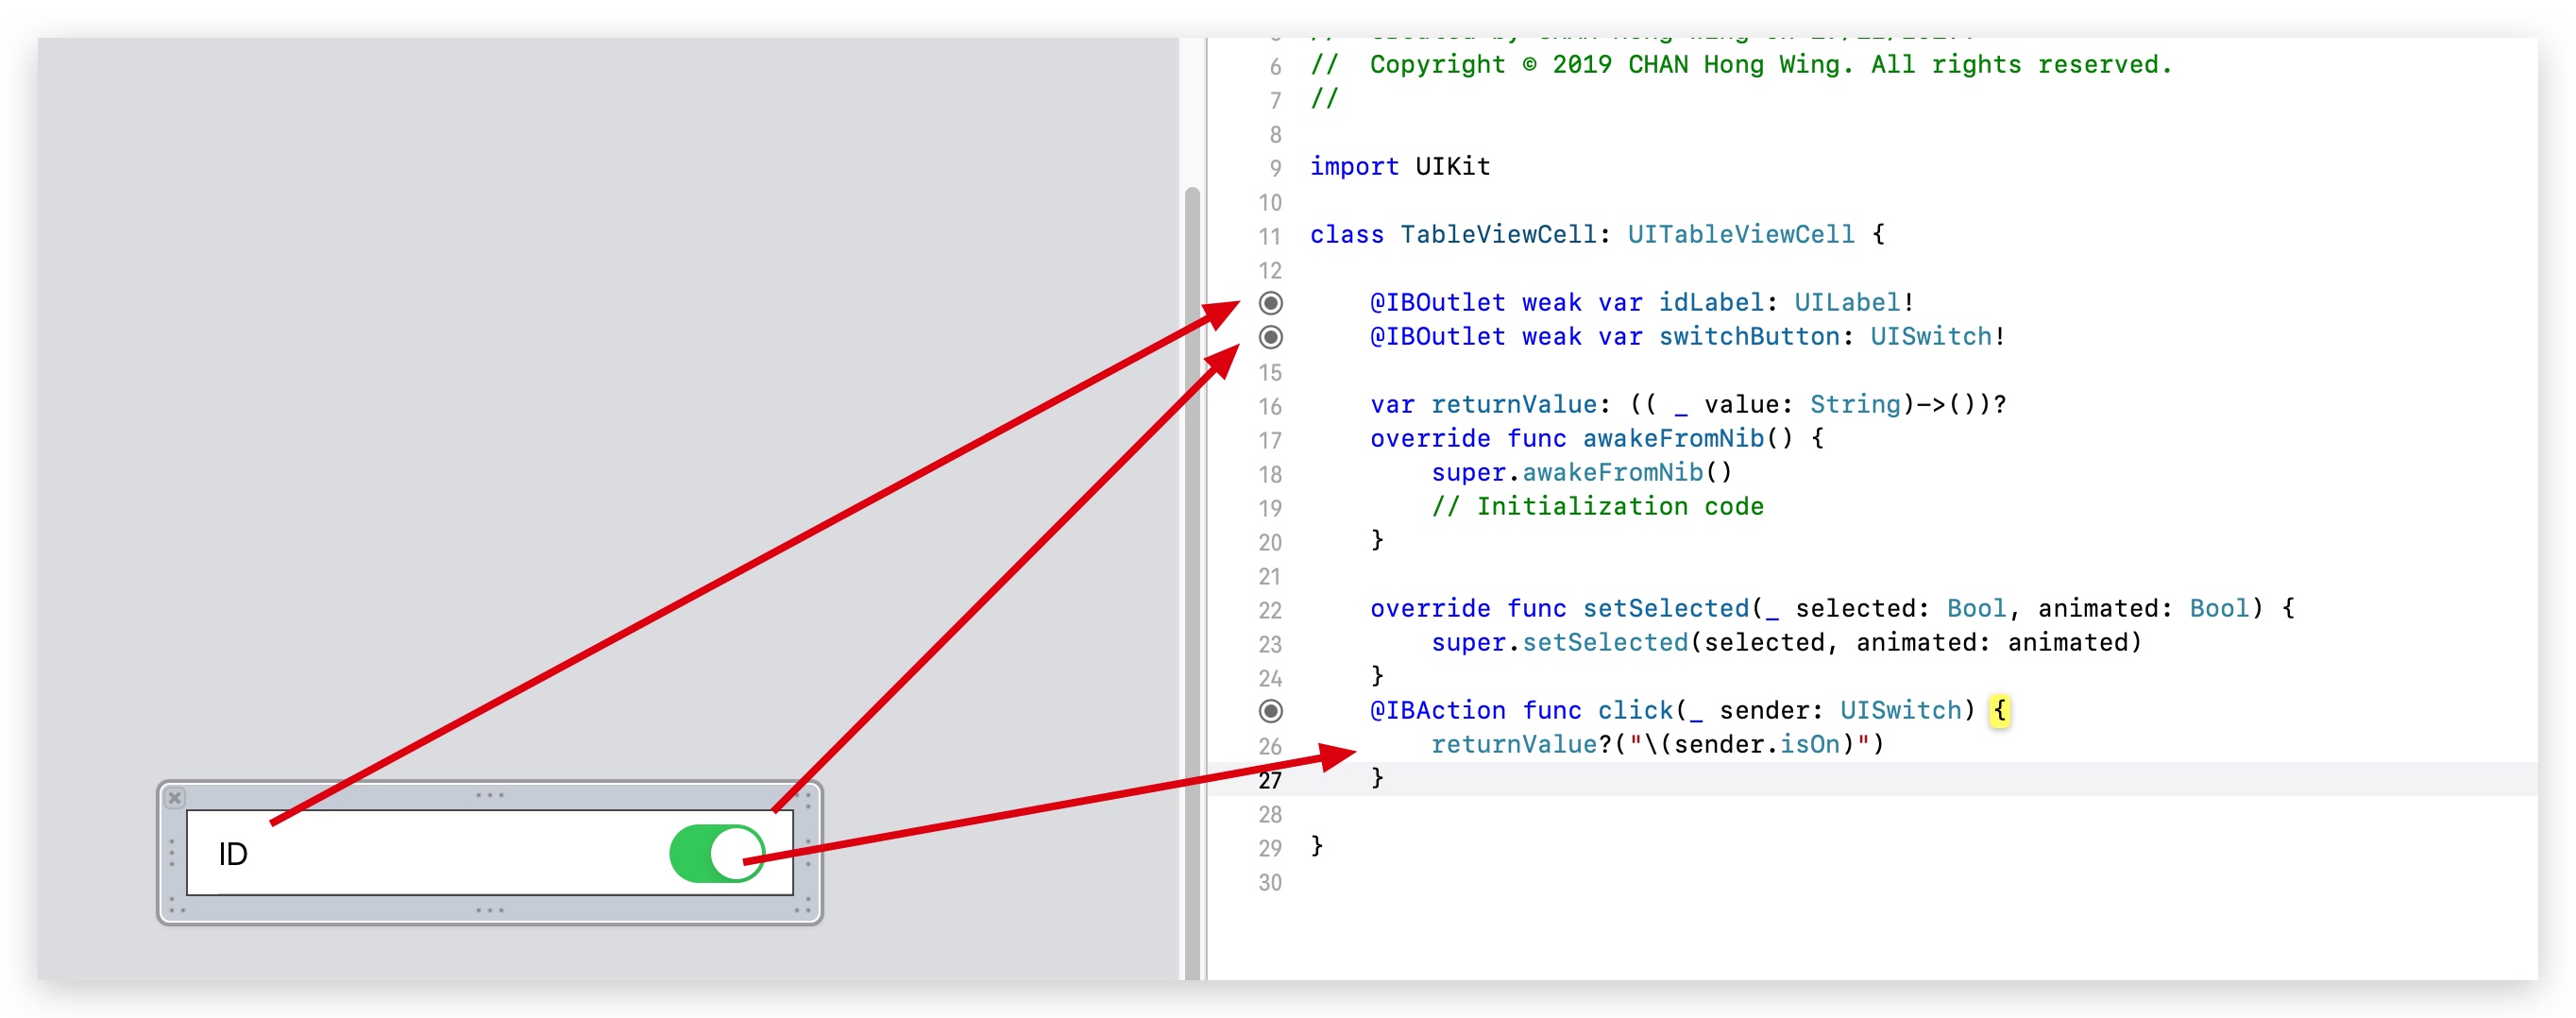 ID
6 //  Copyright © 2019 CHAN Hong Wing. All rights reserved.
7 //
8
9 import UIKit
10
11 class TableViewCell: UITableViewCell {
12
@IBOutlet weak var idLabel: UILabel!
@IBOutlet weak var switchButton: UISwitch!
15
16 var returnValue: (( _ value: String)->())?
17 override func awakeFromNib() {
18 super.awakeFromNib()
19 // Initialization code
20 }
21
22 override func setSelected(_ selected: Bool, animated: Bool) {
23 super.setSelected(selected, animated: animated)
24 }
@IBAction func click(_ sender: UISwitch) {
26 returnValue?("\(sender.isOn)")
27 }
28
29 }
30